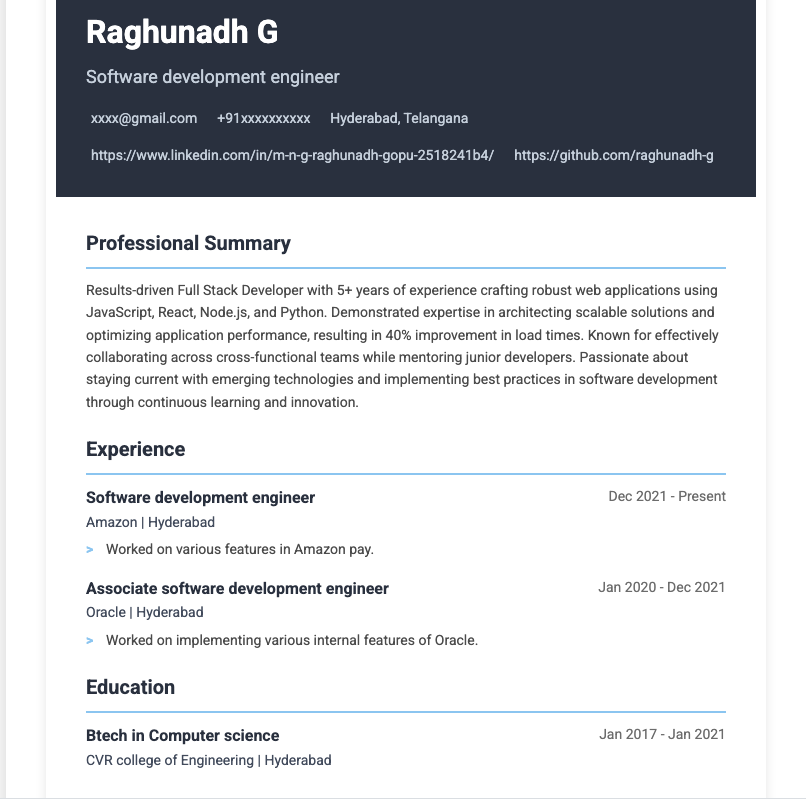 Raghunadh G
Software development engineer
xxxx@gmail.com +91xxxxxxxxxx Hyderabad, Telangana
https://www.linkedin.com/in/m-n-g-raghunadh-gopu-2518241b4/ https://github.com/raghunadh-g
Professional Summary
Results-driven Full Stack Developer with 5+ years of experience crafting robust web applications using
JavaScript, React, Node.js, and Python. Demonstrated expertise in architecting scalable solutions and
optimizing application performance, resulting in 40% improvement in load times. Known for effectively
collaborating across cross-functional teams while mentoring junior developers. Passionate about
staying current with emerging technologies and implementing best practices in software development
through continuous learning and innovation.
Experience
Software development engineer Dec 2021 - Present
Amazon | Hyderabad
> Worked on various features in Amazon pay.
Associate software development engineer Jan 2020 - Dec 2021
Oracle | Hyderabad
> Worked on implementing various internal features of Oracle.
Education
Btech in Computer science Jan 2017 - Jan 2021
CVR college of Engineering | Hyderabad